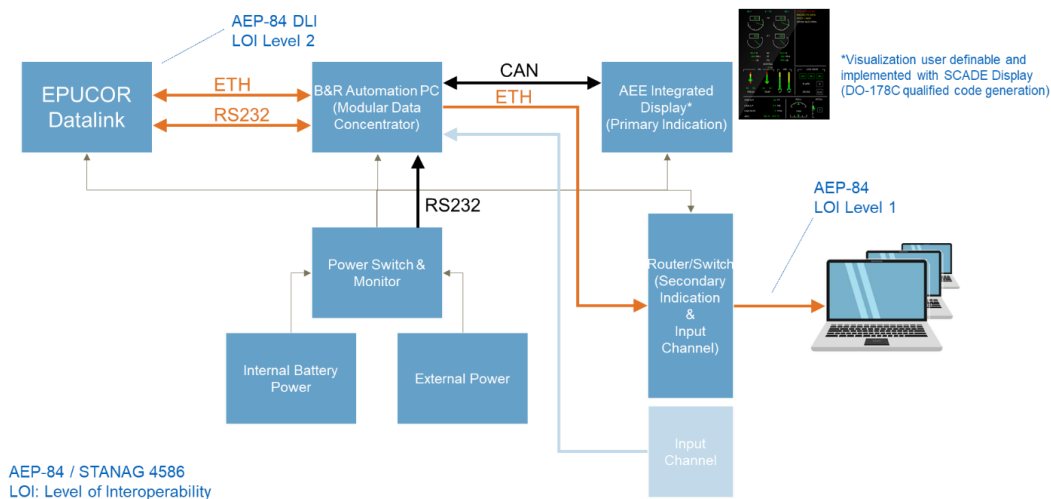 AEP-84 DLI
LOI Level 2
EPUCOR
Datalink
ETH
RS232
B&R Automation PC
(Modular Data
Concentrator)
CAN
ETH
AEE Integrated
Display*
(Primary Indication)
*Visualization user definable and
implemented with SCADE Display
(DO-178C qualified code generation)
RS232
Power Switch &
Monitor
Internal Battery
Power
External Power
Router/Switch
(Secondary
Indication
&
Input
Channel)
AEP-84
LOI Level 1
Input
Channel
AEP-84 / STANAG 4586
LOI: Level of Interoperability